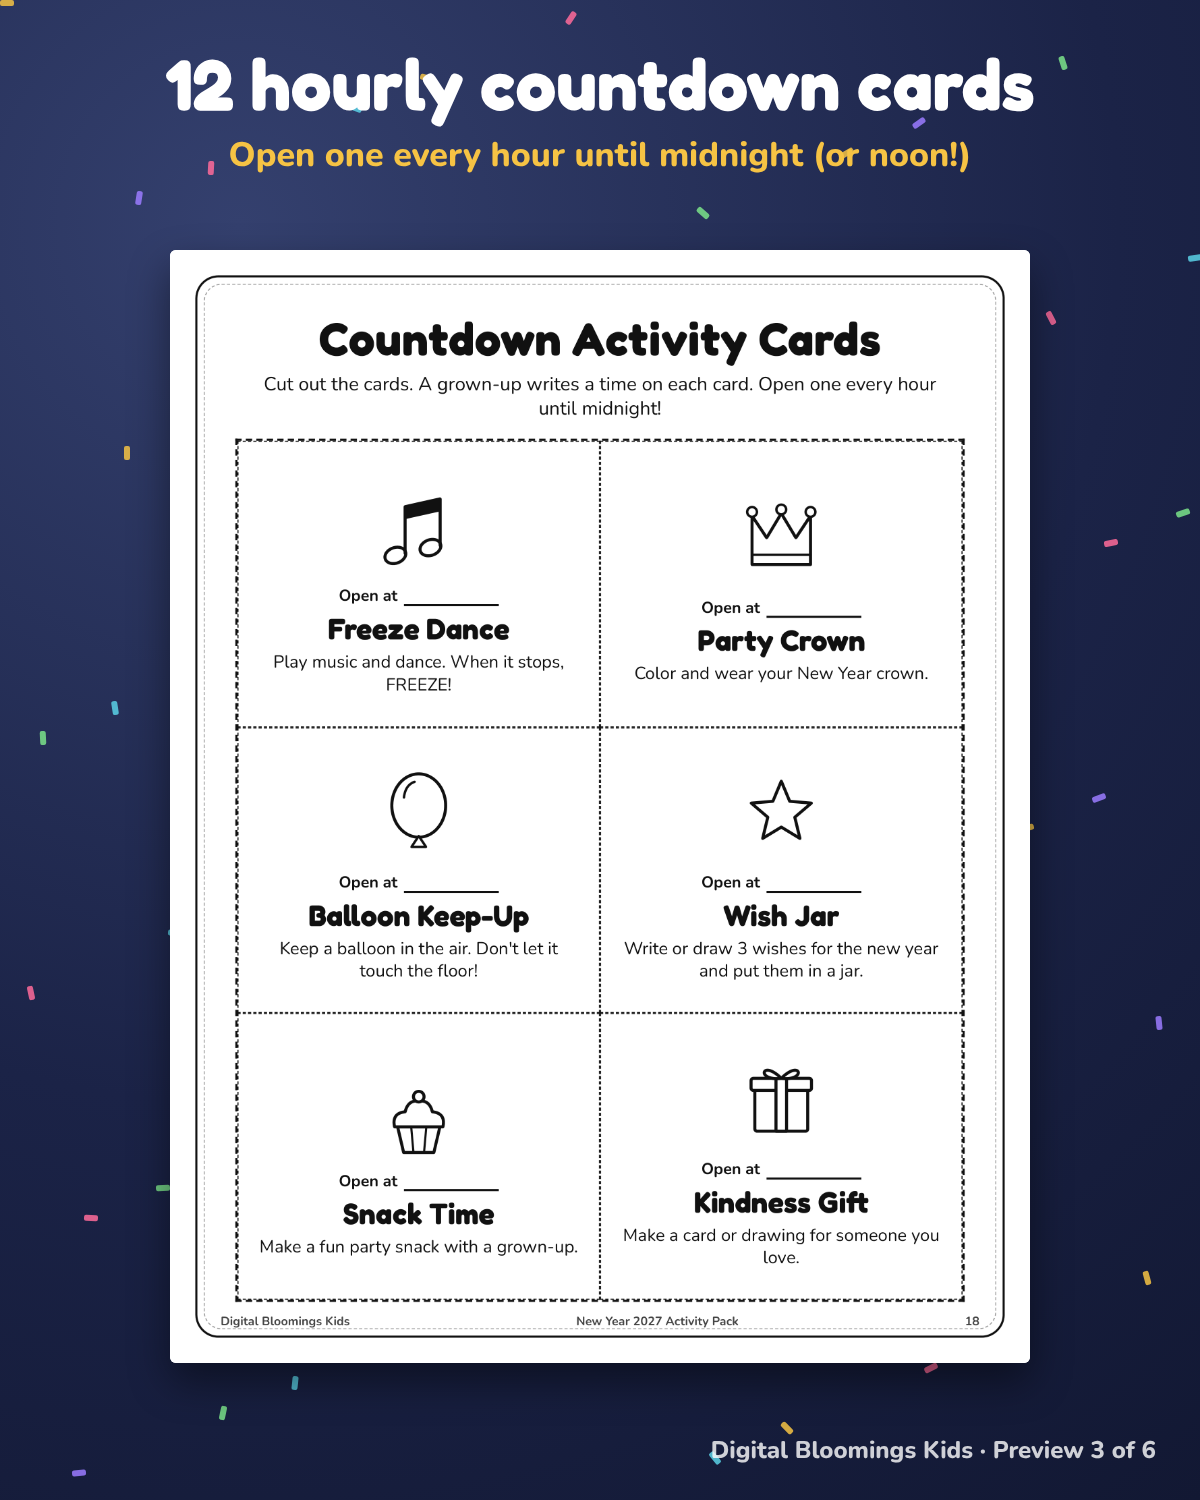 12 hourly countdown cards
Open one every hour until midnight (or noon!)
Countdown Activity Cards
Cut out the cards. A grown-up writes a time on each card. Open one every hour
until midnight!
Open at __________
Freeze Dance
Play music and dance. When it stops,
FREEZE!
Open at __________
Party Crown
Color and wear your New Year crown.
Open at __________
Balloon Keep-Up
Keep a balloon in the air. Don't let it
touch the floor!
Open at __________
Wish Jar
Write or draw 3 wishes for the new year
and put them in a jar.
Open at __________
Snack Time
Make a fun party snack with a grown-up.
Open at __________
Kindness Gift
Make a card or drawing for someone you
love.
Digital Bloomings Kids
New Year 2027 Activity Pack
18
Digital Bloomings Kids · Preview 3 of 6